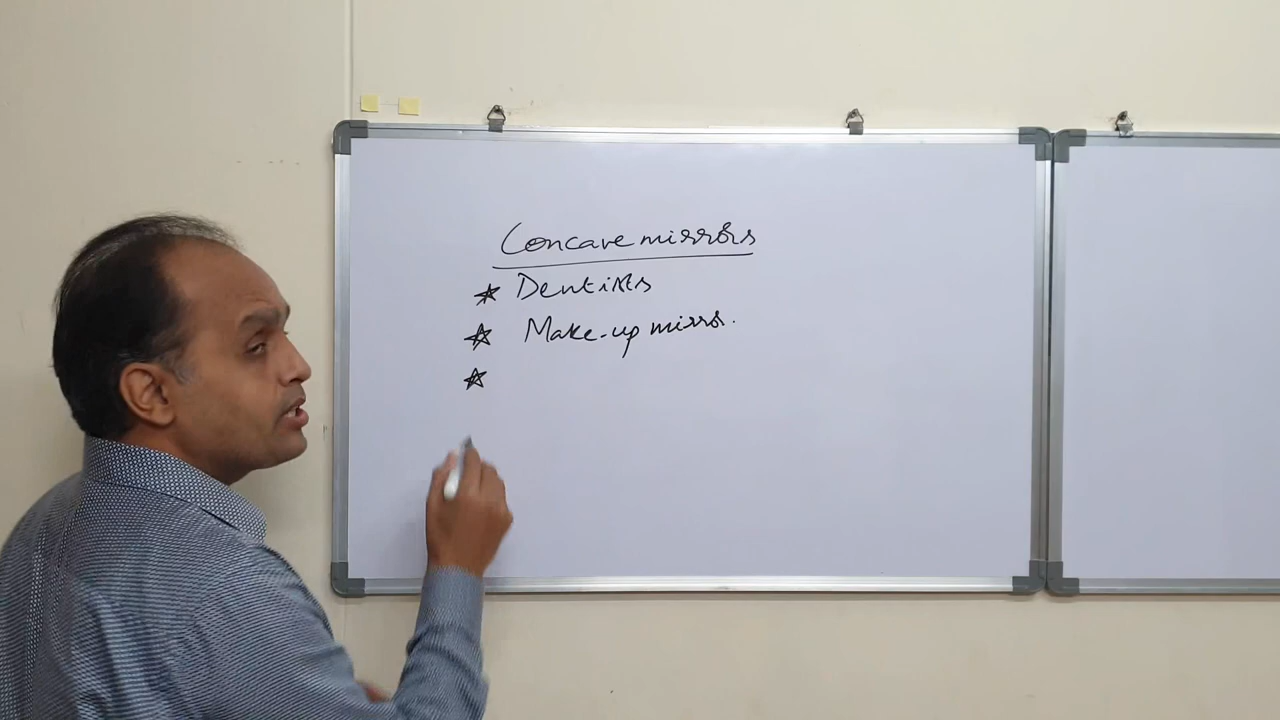 Concave mirrors
☆ Dentists
☆ Make-up mirror.
☆